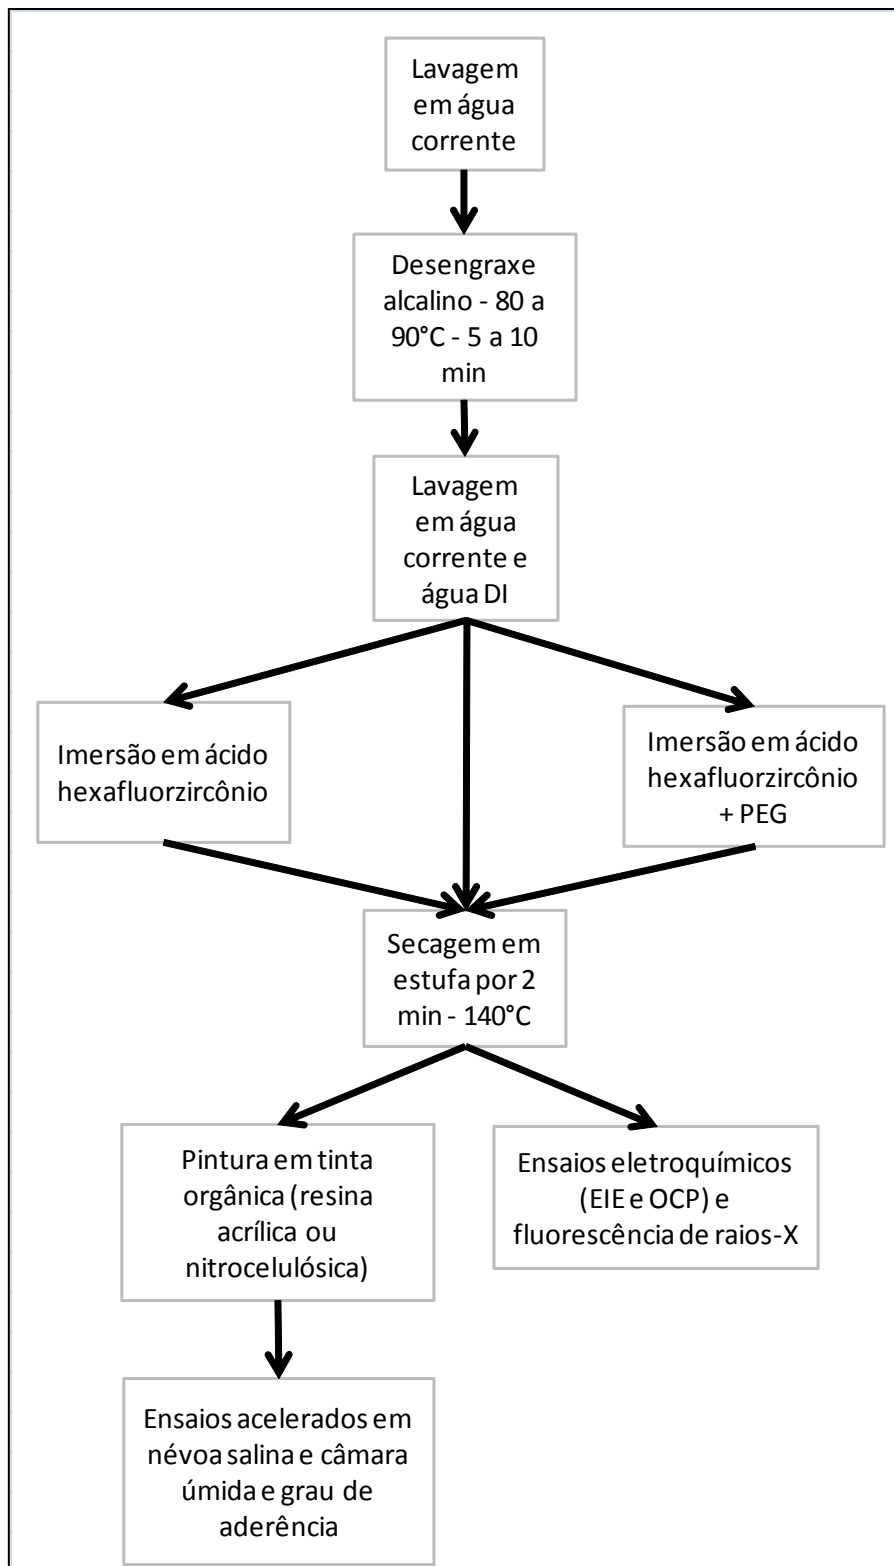 Lavagem
em água
corrente
Desengraxe
alcalino - 80 a
90°C - 5 a 10
min
Lavagem
em água
corrente e
água DI
Imersão em ácido
hexafluorzircônio
Imersão em ácido
hexafluorzircônio
+ PEG
Secagem em
estufa por 2
min - 140°C
Pintura em tinta
orgânica (resina
acrílica ou
nitrocelulósica)
Ensaios eletroquímicos
(EIE e OCP) e
fluorescência de raios-X
Ensaios acelerados em
névoa salina e câmara
úmida e grau de
aderência